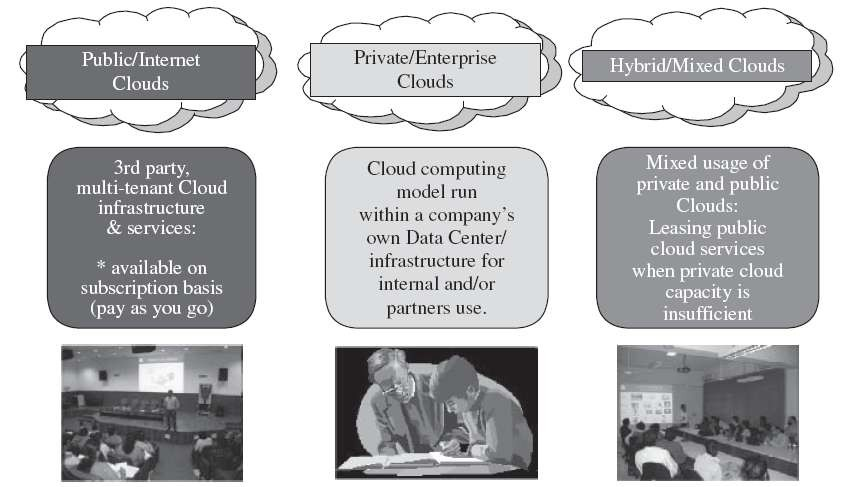 Public/Internet
Clouds
Private/Enterprise
Clouds
Hybrid/Mixed Clouds
3rd party,
multi-tenant Cloud
infrastructure
& services:
* available on
subscription basis
(pay as you go)
Cloud computing
model run
within a company’s
own Data Center/
infrastructure for
internal and/or
partners use.
Mixed usage of
private and public
Clouds:
Leasing public
cloud services
when private cloud
capacity is
insufficient